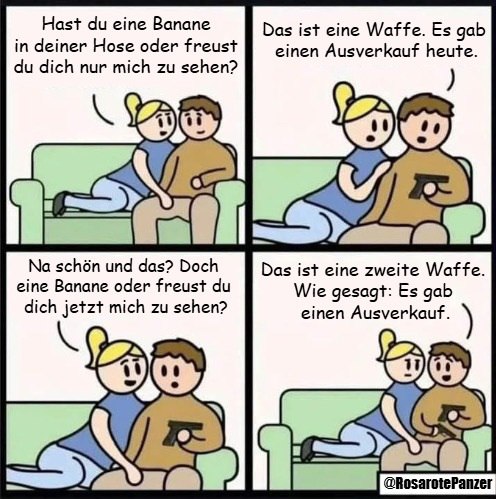 Hast du eine Banane
in deiner Hose oder freust
du dich nur mich zu sehen?
Das ist eine Waffe. Es gab
einen Ausverkauf heute.
Na schön und das? Doch
eine Banane oder freust du
dich jetzt mich zu sehen?
Das ist eine zweite Waffe.
Wie gesagt: Es gab
einen Ausverkauf.
@RosarotePanzer